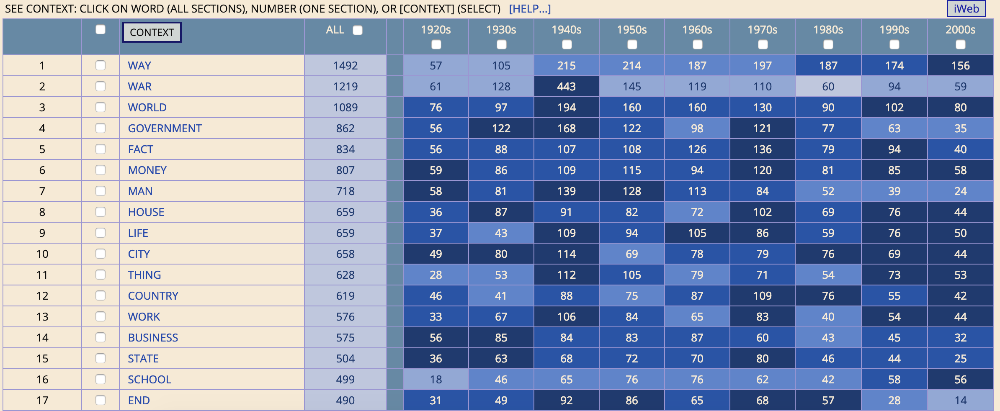 SEE CONTEXT: CLICK ON WORD (ALL SECTIONS), NUMBER (ONE SECTION), OR [CONTEXT] (SELECT) [HELP...] iWeb
CONTEXT ALL 1920s 1930s 1940s 1950s 1960s 1970s 1980s 1990s 2000s
1 WAY 1492 57 105 215 214 187 197 187 174 156
2 WAR 1219 61 128 443 145 119 110 60 94 59
3 WORLD 1089 76 97 194 160 160 130 90 102 80
4 GOVERNMENT 862 56 122 168 122 98 121 77 63 35
5 FACT 834 56 88 107 108 126 136 79 94 40
6 MONEY 807 59 86 109 115 94 120 81 85 58
7 MAN 718 58 81 139 128 113 84 52 39 24
8 HOUSE 659 36 87 91 82 72 102 69 76 44
9 LIFE 659 37 43 109 94 105 86 59 76 50
10 CITY 658 49 80 114 69 78 79 76 69 44
11 THING 628 28 53 112 105 79 71 54 73 53
12 COUNTRY 619 46 41 88 75 87 109 76 55 42
13 WORK 576 33 67 106 84 65 83 40 54 44
14 BUSINESS 575 56 85 84 83 87 60 43 45 32
15 STATE 504 36 63 68 72 70 80 46 44 25
16 SCHOOL 499 18 46 65 76 76 62 42 58 56
17 END 490 31 49 92 86 65 68 57 28 14